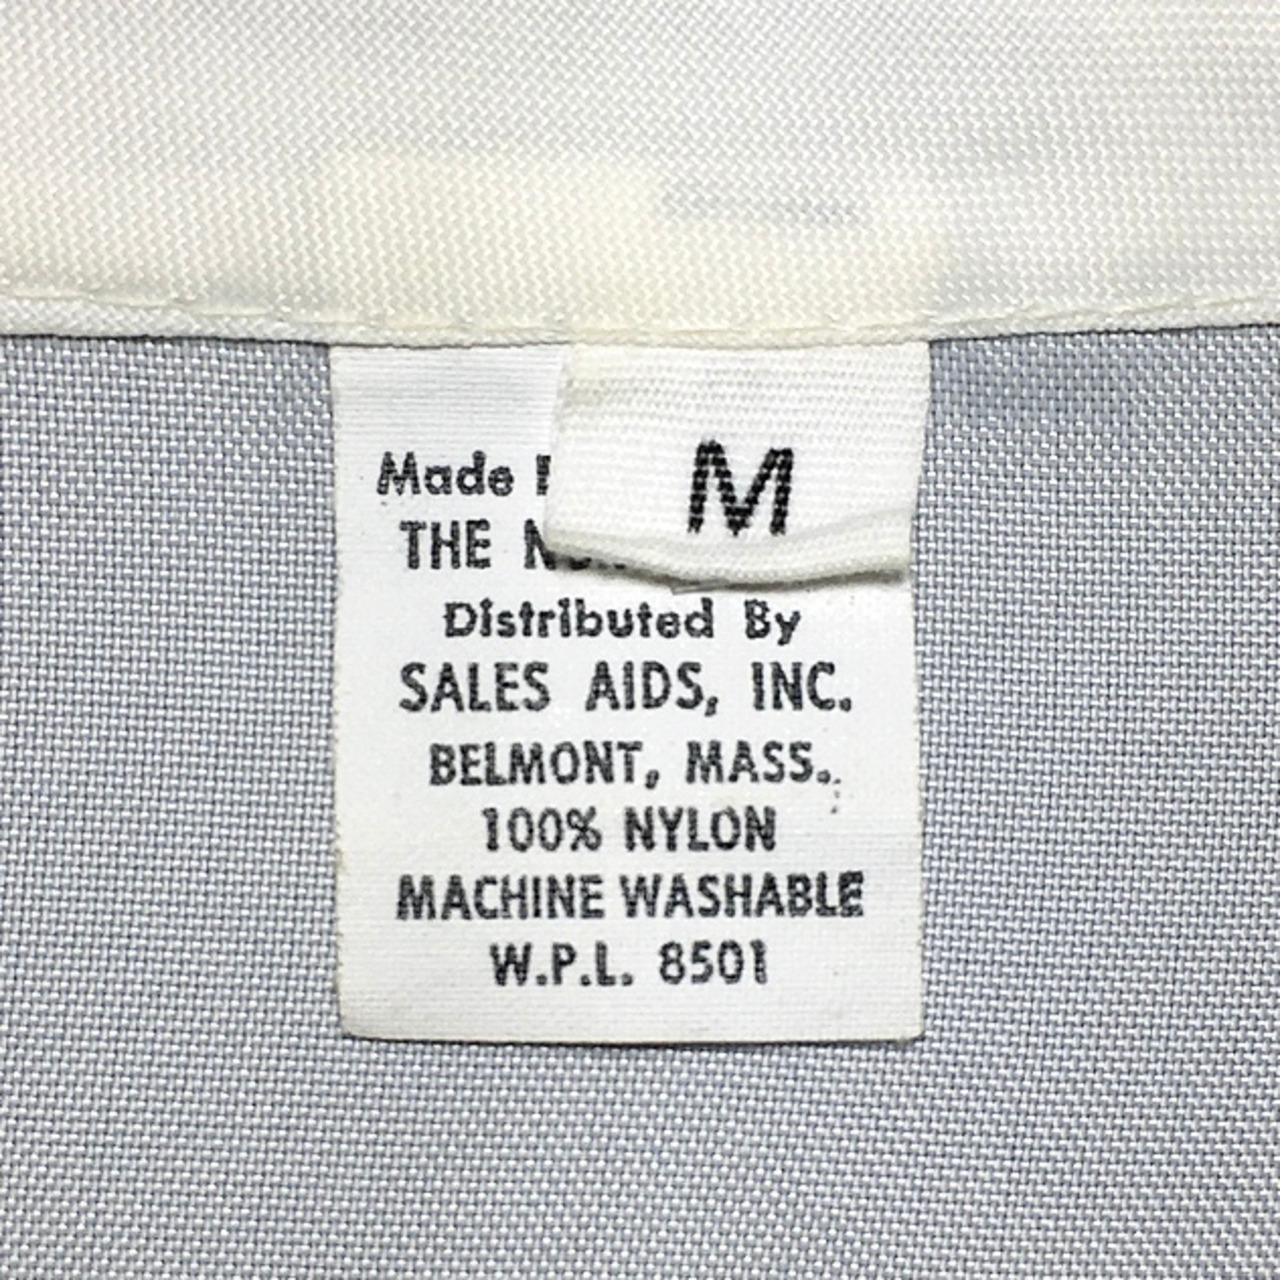 M
Made
THE
Distributed By
SALES AIDS, INC.
BELMONT, MASS.
100% NYLON
MACHINE WASHABLE
W.P.L. 8501